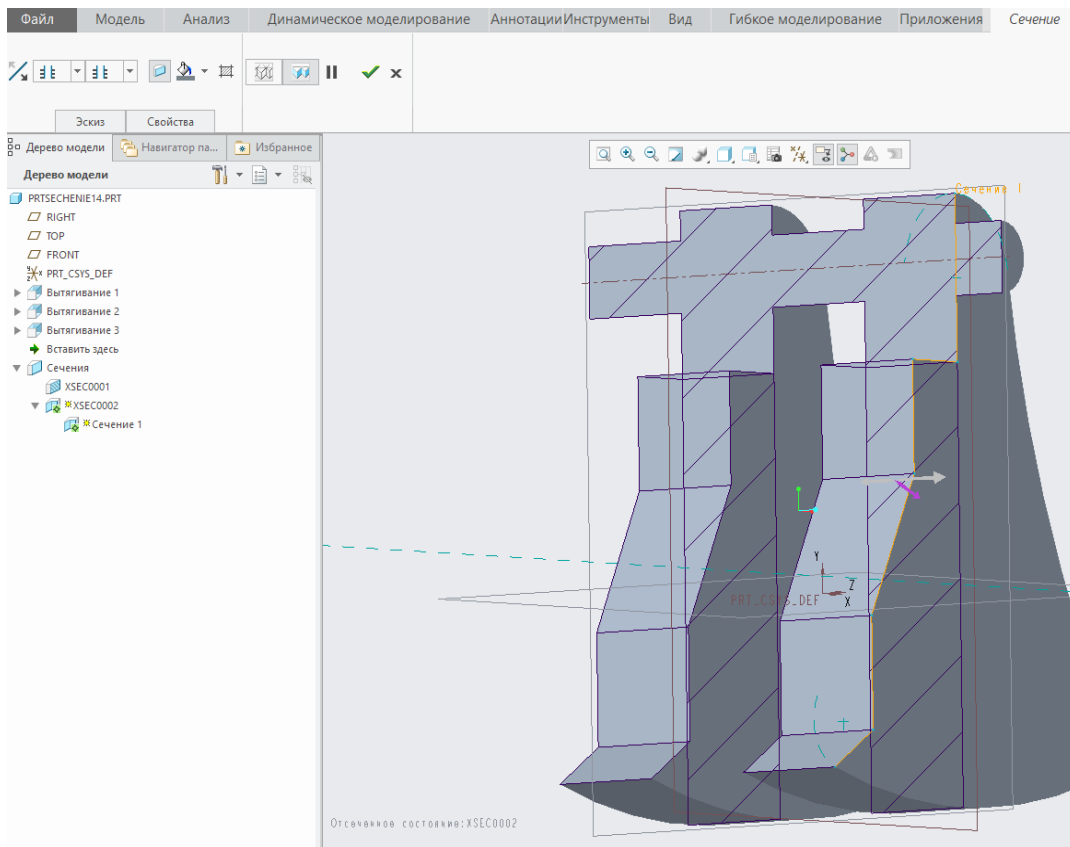 Файл Модель Анализ Динамическое моделирование Аннотации Инструменты Вид Гибкое моделирование Приложения Сечение
Эскиз Свойства
Дерево модели Навигатор па... Избранное
Дерево модели
PRTSECHENIE14.PRT
RIGHT
TOP
FRONT
PRT_CSYS_DEF
Вытягивание 1
Вытягивание 2
Вытягивание 3
Вставить здесь
Сечения
XSEC0001
XSEC0002
Сечение 1
Сечение 1
Y
Z
PRT_CSYS_DEF X
Отсеченное состояние:XSEC0002